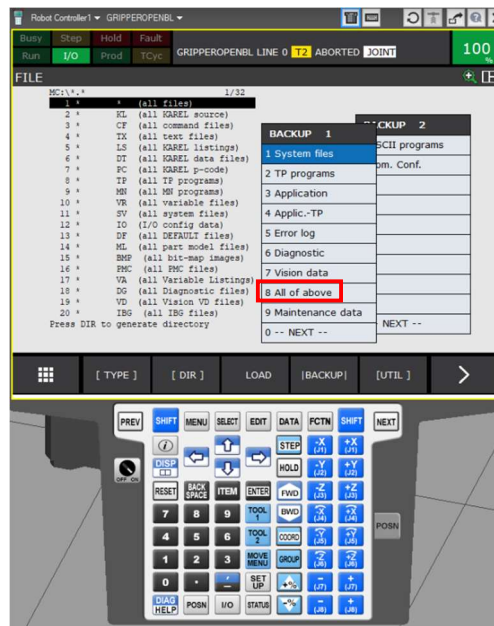 Robot Controller1 GRIPPEROPENBL
Busy Step Hold Fault
Run I/O Prod TCyc
GRIPPEROPENBL LINE 0 T2 ABORTED JOINT
100 %
FILE
MC:\*.* 1/32
1 * * (all files)
2 * KL (all KAREL source)
3 * CF (all command files)
4 * TX (all text files)
5 * LS (all KAREL listings)
6 * DT (all KAREL data files)
7 * PC (all KAREL p-code)
8 * TP (all TP programs)
9 * MN (all MN programs)
10 * VR (all variable files)
11 * SV (all system files)
12 * IO (I/O config data)
13 * DF (all DEFAULT files)
14 * ML (all part model files)
15 * BMP (all bit-map images)
16 * PMC (all PMC files)
17 * VA (all Variable Listings)
18 * DG (all Diagnostic files)
19 * VD (all Vision VD files)
20 * IBG (all IBG files)
Press DIR to generate directory
BACKUP 1
1 System files
2 TP programs
3 Application
4 Applic.-TP
5 Error log
6 Diagnostic
7 Vision data
8 All of above
9 Maintenance data
0 -- NEXT --
CKUP 2
SCII programs
om. Conf.
NEXT --
[ TYPE ] [ DIR ] LOAD |BACKUP| [UTIL ] >
PREV SHIFT MENU SELECT EDIT DATA FCTN SHIFT NEXT
i STEP -X (J1) +X (J1)
DISP HOLD -Y (J2) +Y (J2)
OFF ON
RESET BACK SPACE ITEM ENTER FWD -Z (J3) +Z (J3)
7 8 9 TOOL 1 BWD -X (J4) +X (J4)
POSN
4 5 6 TOOL 2 COORD -Y (J5) +Y (J5)
1 2 3 MOVE MENU GROUP -Z (J6) +Z (J6)
0 . SET UP +% - (J7) + (J7)
DIAG HELP POSN I/O STATUS -% - (J8) + (J8)